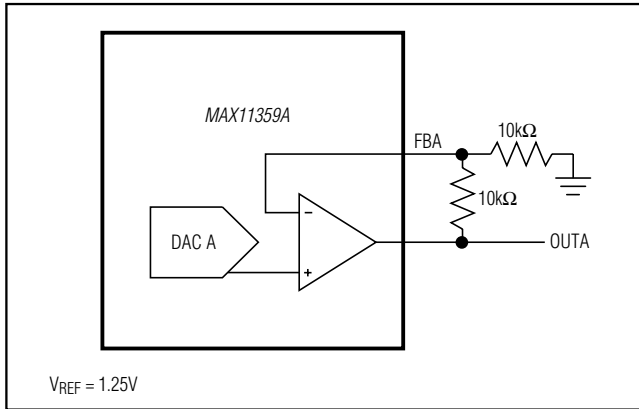 MAX11359A
FBA
10kΩ
10kΩ
DAC A
−
+
OUTA
VREF = 1.25V